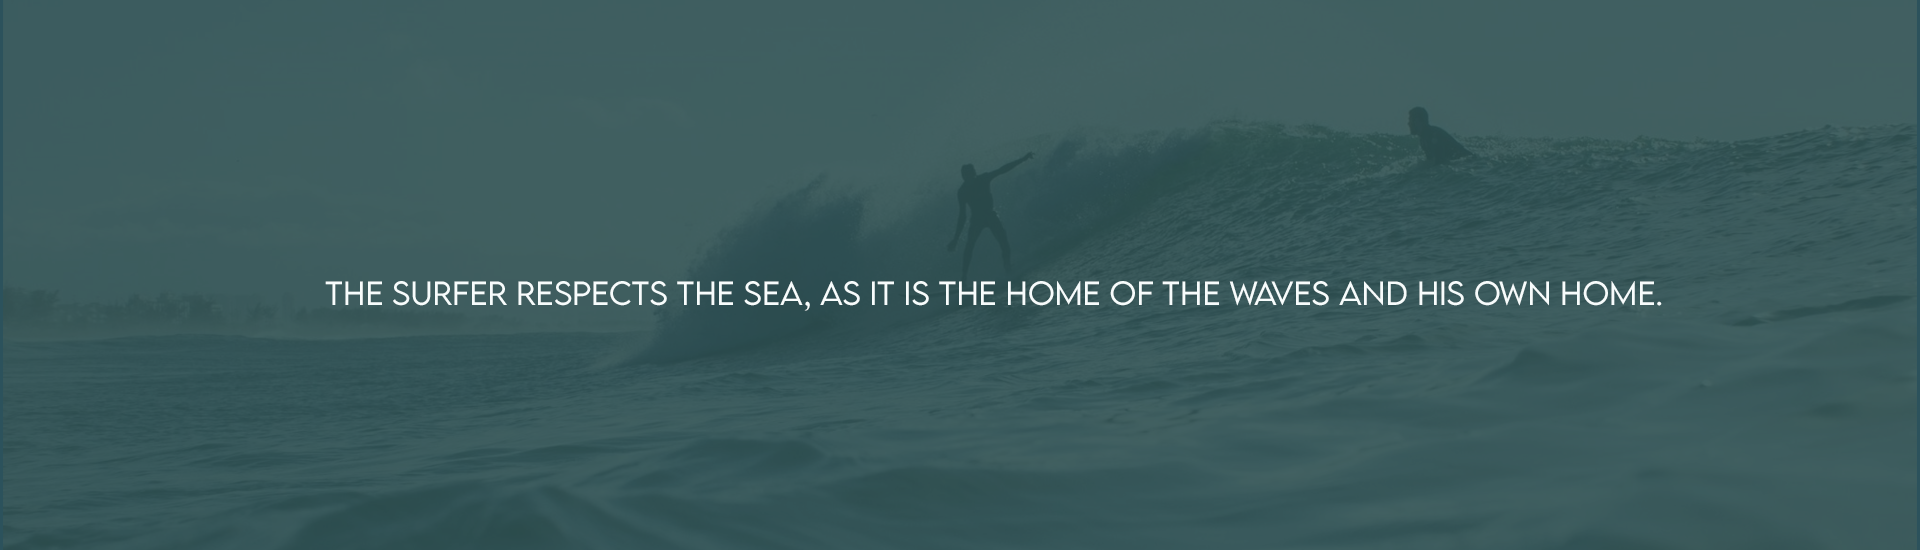 THE SURFER RESPECTS THE SEA, AS IT IS THE HOME OF THE WAVES AND HIS OWN HOME.